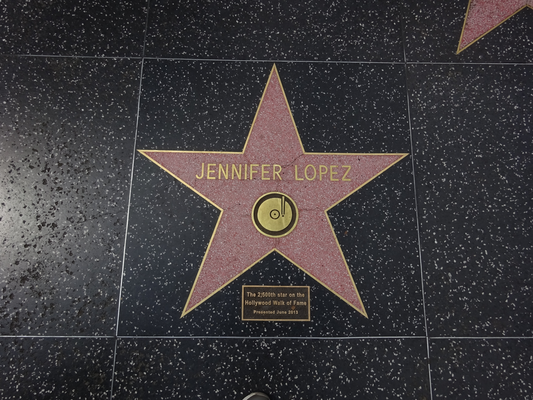 JENNIFER LOPEZ
The 2,500th star on the
Hollywood Walk of Fame
Presented June 2013